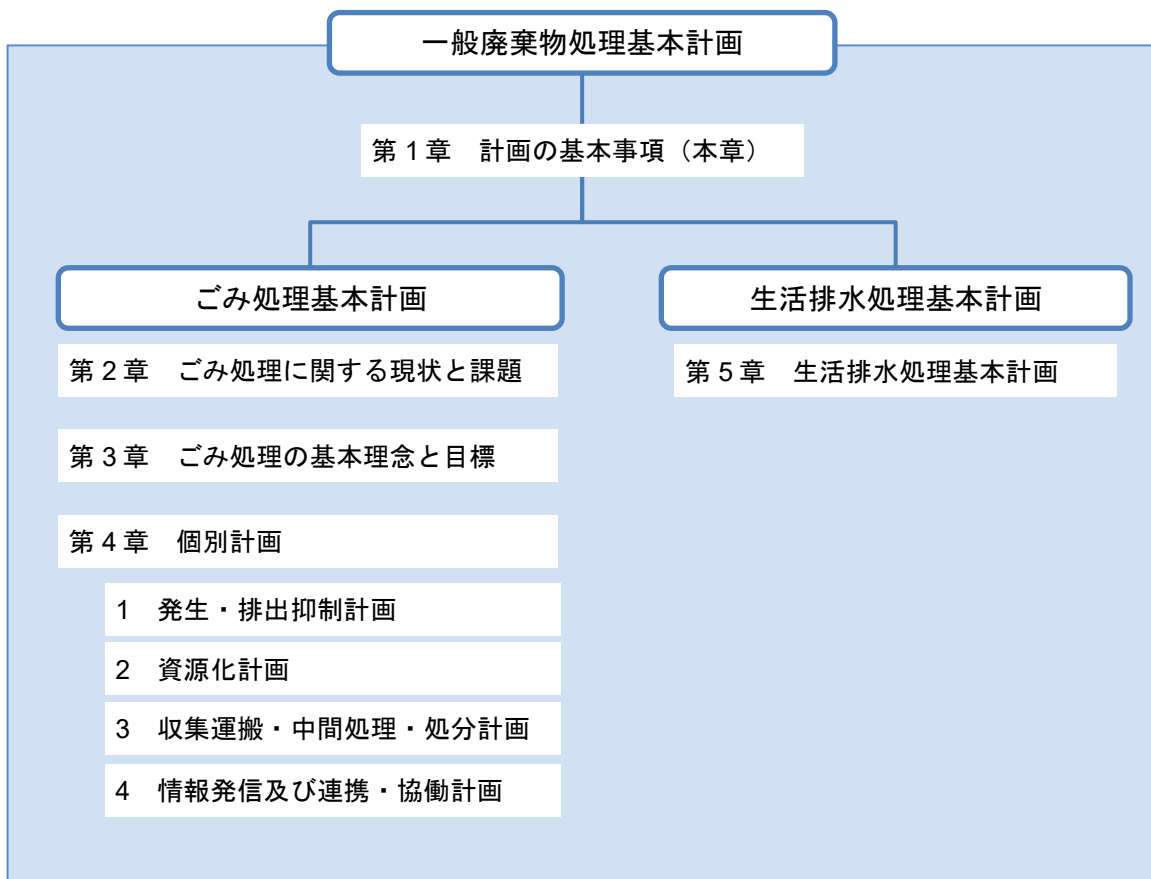 一般廃棄物処理基本計画
第1章　計画の基本事項（本章）
ごみ処理基本計画
第2章　ごみ処理に関する現状と課題
第3章　ごみ処理の基本理念と目標
第4章　個別計画
1　発生・排出抑制計画
2　資源化計画
3　収集運搬・中間処理・処分計画
4　情報発信及び連携・協働計画
生活排水処理基本計画
第5章　生活排水処理基本計画